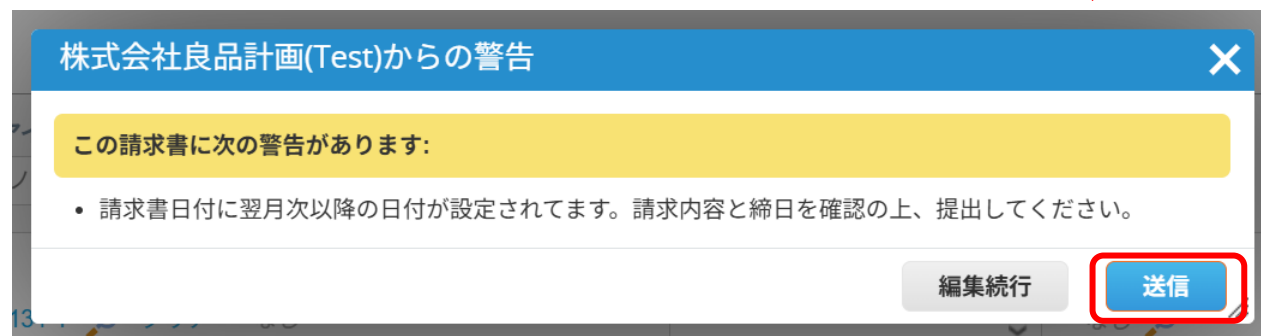 株式会社良品計画(Test)からの警告
この請求書に次の警告があります:
• 請求書日付に翌月次以降の日付が設定されてます。請求内容と締日を確認の上、提出してください。
編集続行
送信